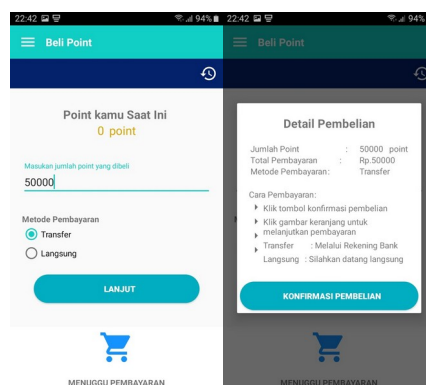 22:42 94%
Beli Point
Point kamu Saat Ini
0 point
Masukan jumlah point yang dibeli
50000
Metode Pembayaran
Transfer
Langsung
LANJUT
MENUGGU PEMBAYARAN
22:42 94%
Beli Point
Detail Pembelian
Jumlah Point : 50000 point
Total Pembayaran : Rp.50000
Metode Pembayaran: Transfer
Cara Pembayaran:
Klik tombol konfirmasi pembelian
Klik gambar keranjang untuk
melanjutkan pembayaran
Transfer : Melalui Rekening Bank
Langsung : Silahkan datang langsung
KONFIRMASI PEMBELIAN
MENUGGU PEMBAYARAN